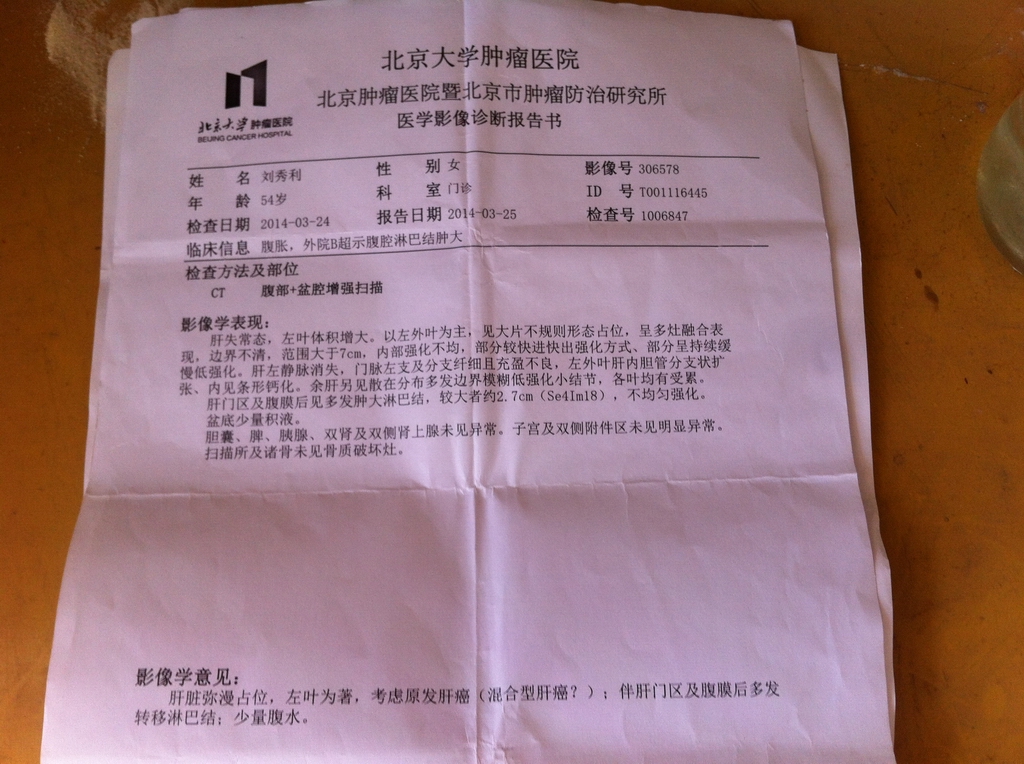 北京大学肿瘤医院
北京肿瘤医院暨北京市肿瘤防治研究所
医学影像诊断报告书
北京大学肿瘤医院
BEIJING CANCER HOSPITAL
姓 名 刘秀利 性 别 女 影像号 306578
年 龄 54岁 科 室 门诊 ID 号 T001116445
检查日期 2014-03-24 报告日期 2014-03-25 检查号 1006847
临床信息 腹胀，外院B超示腹腔淋巴结肿大
检查方法及部位
CT 腹部+盆腔增强扫描
影像学表现：
肝失常态，左叶体积增大。以左外叶为主，见大片不规则形态占位，呈多灶融合表
现，边界不清，范围大于7cm，内部强化不均，部分较快进快出强化方式、部分呈持续缓
慢低强化。肝左静脉消失，门脉左支及分支纤细且充盈不良，左外叶肝内胆管分支状扩
张、内见条形钙化。余肝另见散在分布多发边界模糊低强化小结节，各叶均有受累。
肝门区及腹膜后见多发肿大淋巴结，较大者约2.7cm（Se4Im18），不均匀强化。
盆底少量积液。
胆囊、脾、胰腺、双肾及双侧肾上腺未见异常。子宫及双侧附件区未见明显异常。
扫描所及诸骨未见骨质破坏灶。
影像学意见：
肝脏弥漫占位，左叶为著，考虑原发肝癌（混合型肝癌？）；伴肝门区及腹膜后多发
转移淋巴结；少量腹水。